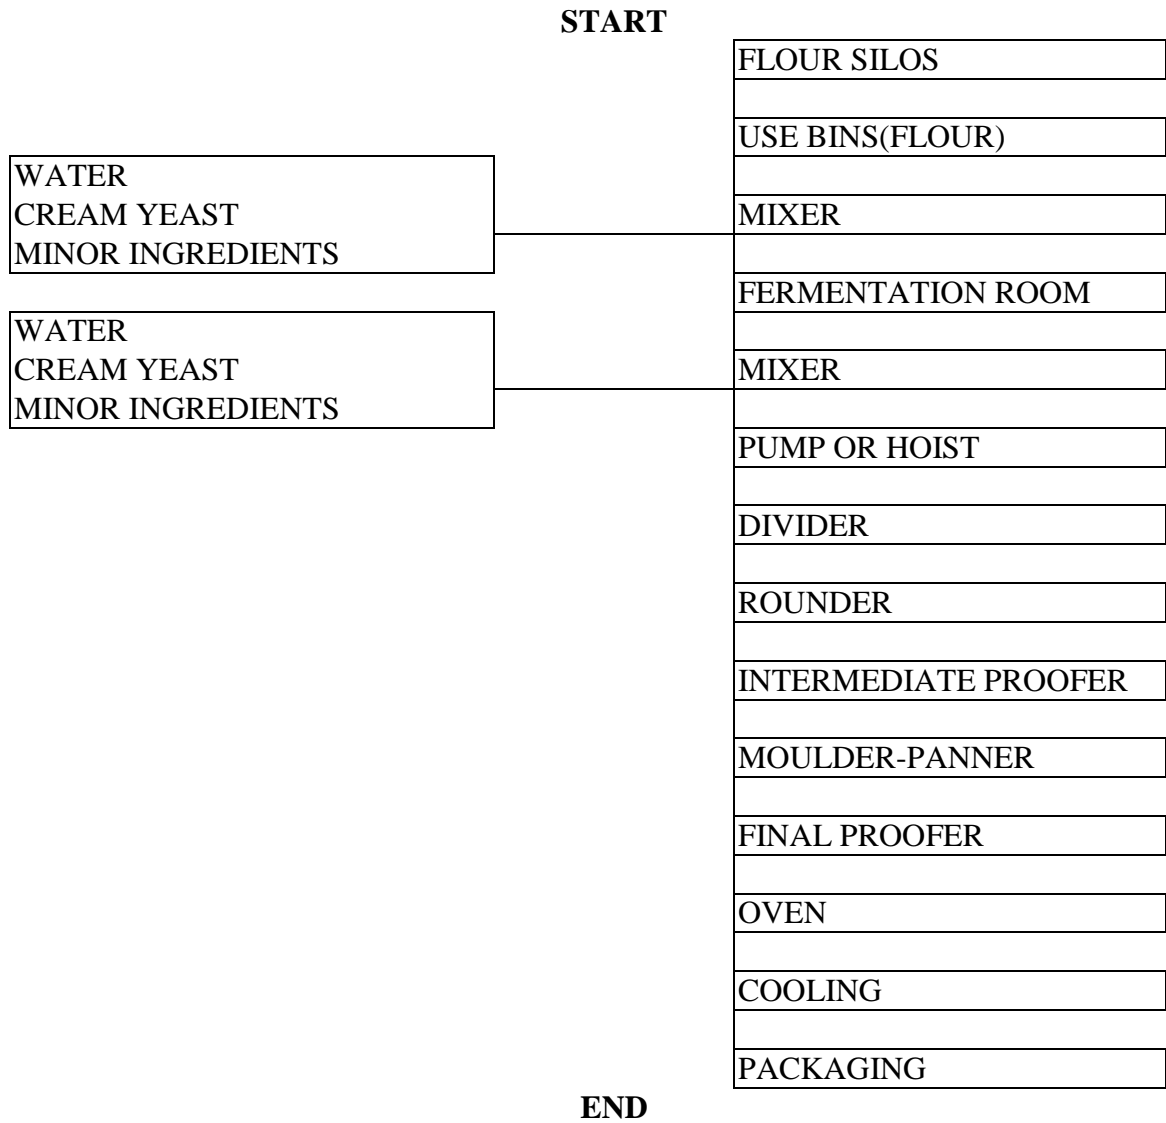 START
FLOUR SILOS
USE BINS(FLOUR)
WATER
CREAM YEAST
MINOR INGREDIENTS
MIXER
FERMENTATION ROOM
WATER
CREAM YEAST
MINOR INGREDIENTS
MIXER
PUMP OR HOIST
DIVIDER
ROUNDER
INTERMEDIATE PROOFER
MOULDER-PANNER
FINAL PROOFER
OVEN
COOLING
PACKAGING
END